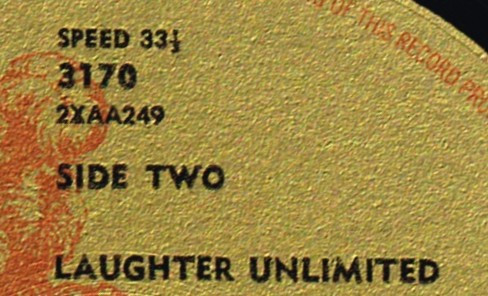 SPEED 33⅓
3170
2XAA249
SIDE TWO
LAUGHTER UNLIMITED
OF THIS RECORD